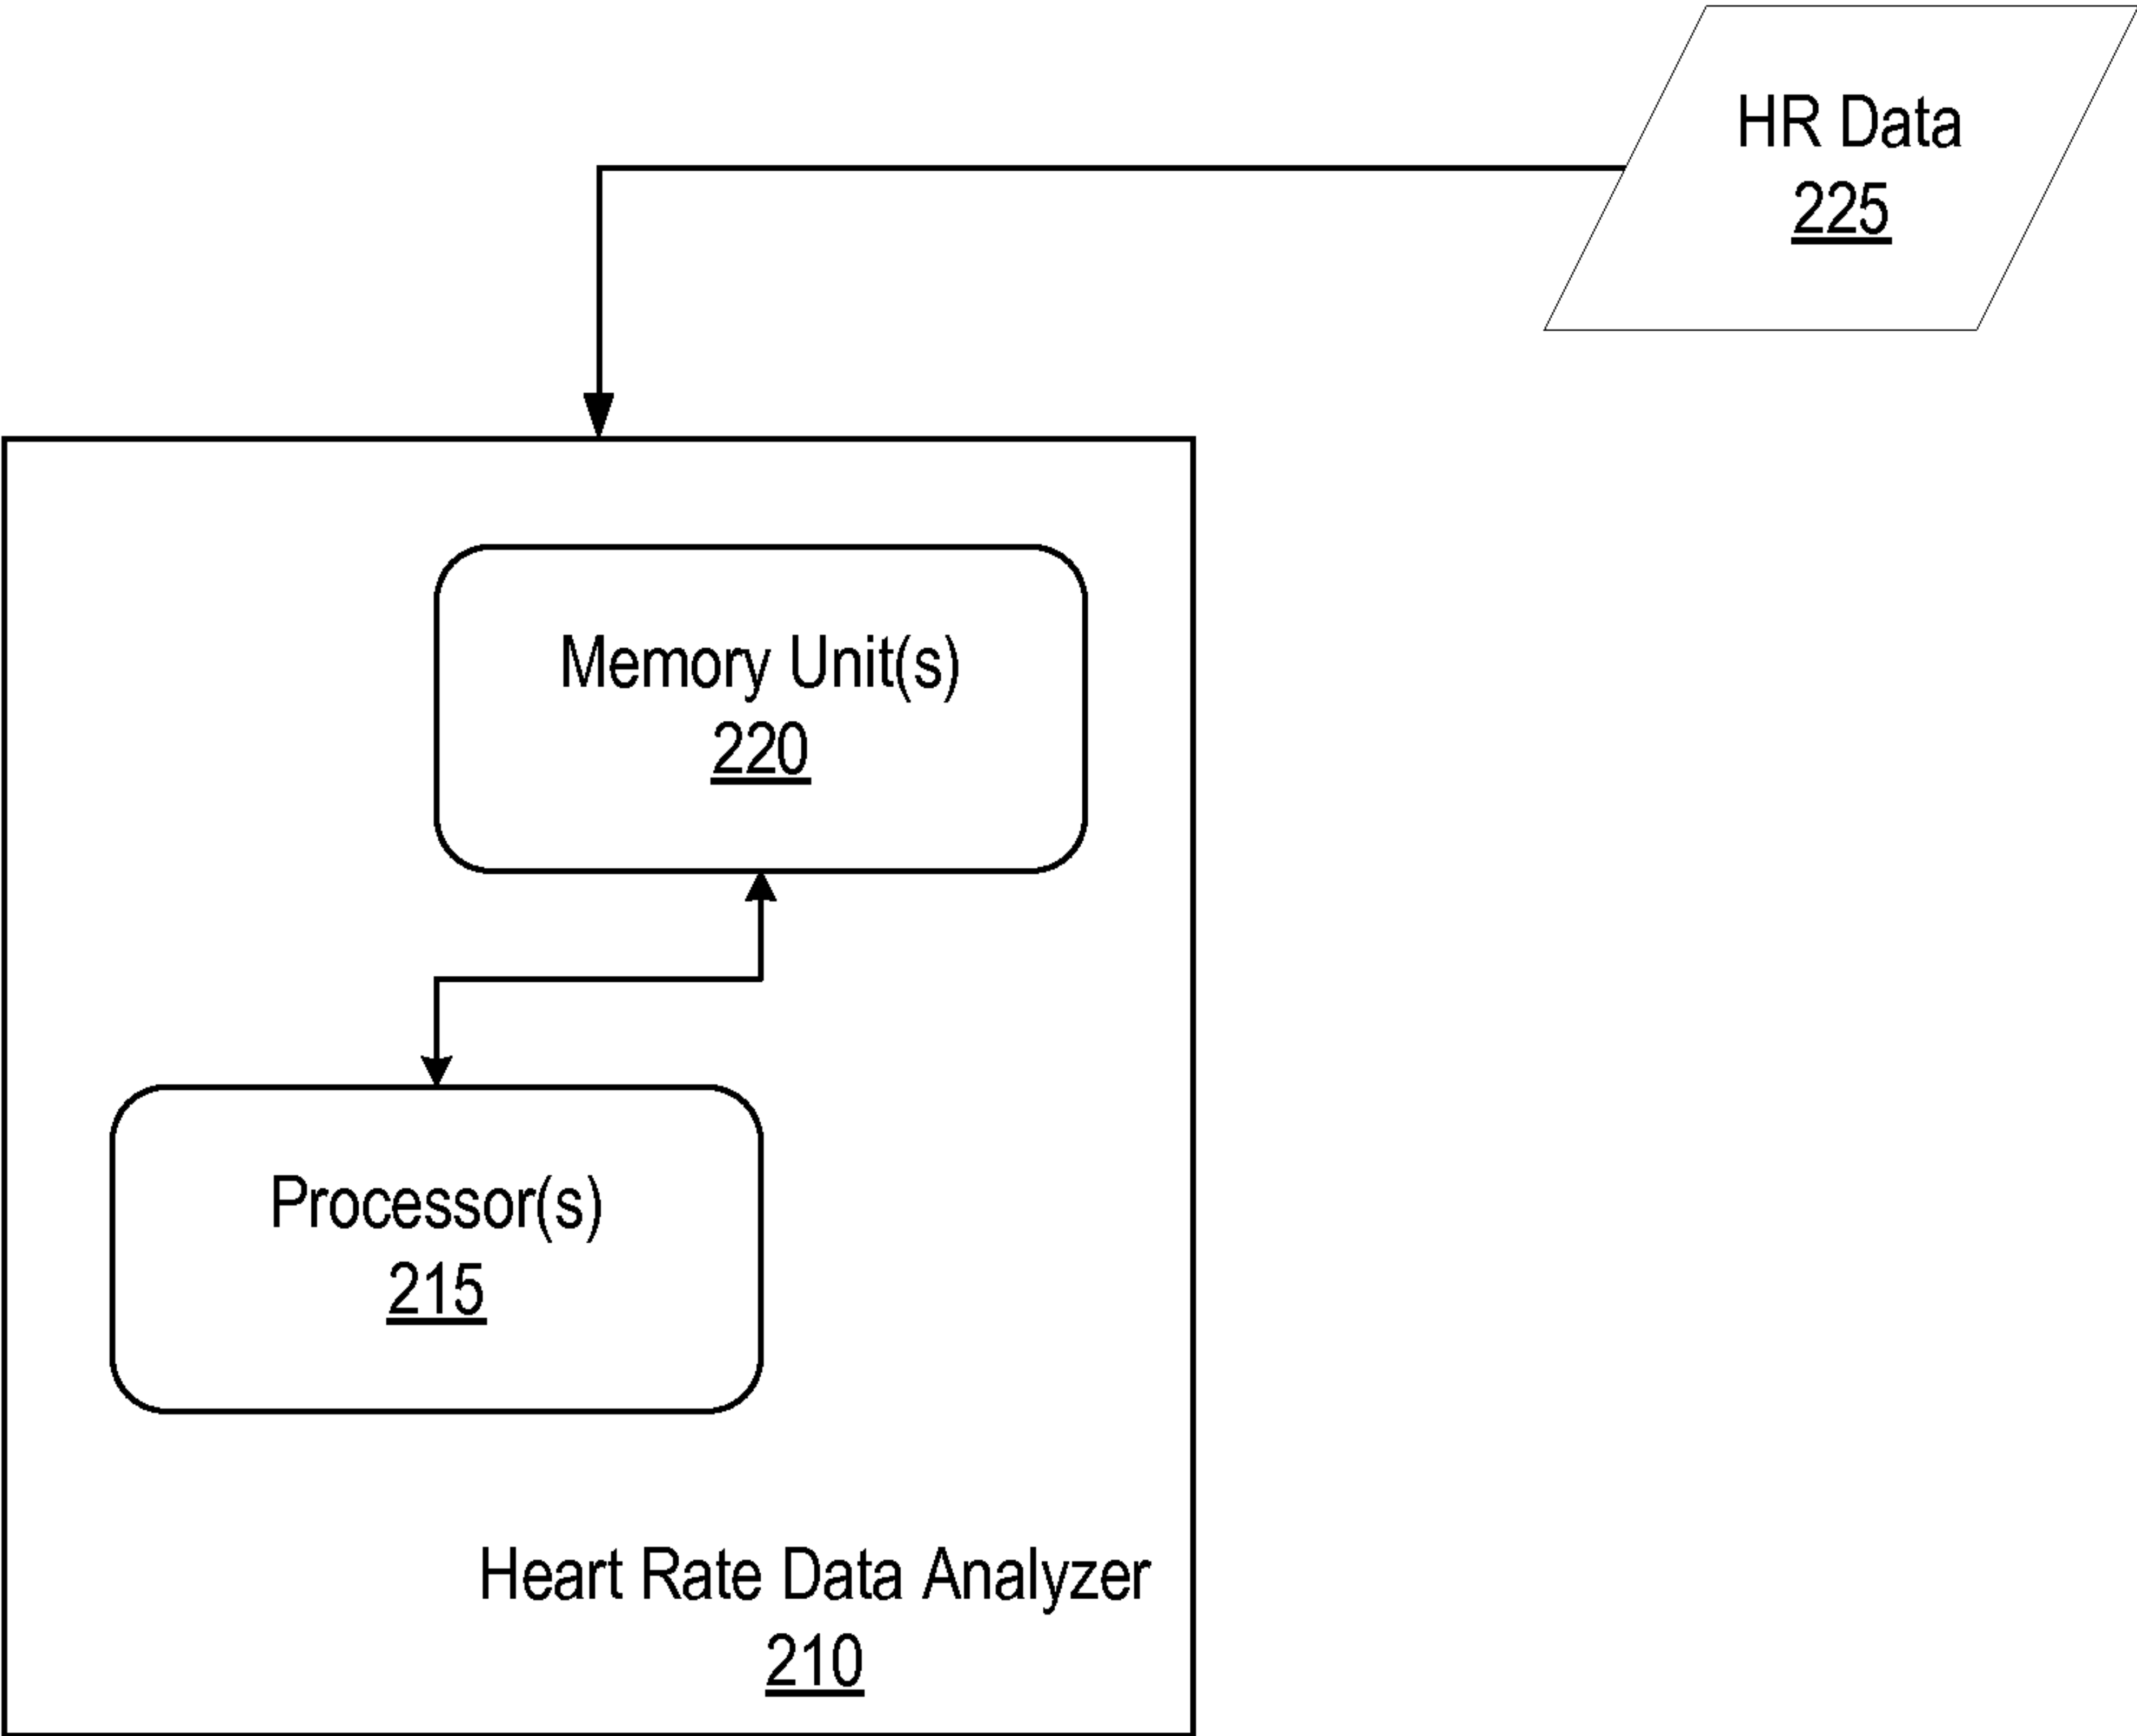 HR Data
225
Memory Unit(s)
220
Processor(s)
215
Heart Rate Data Analyzer
210